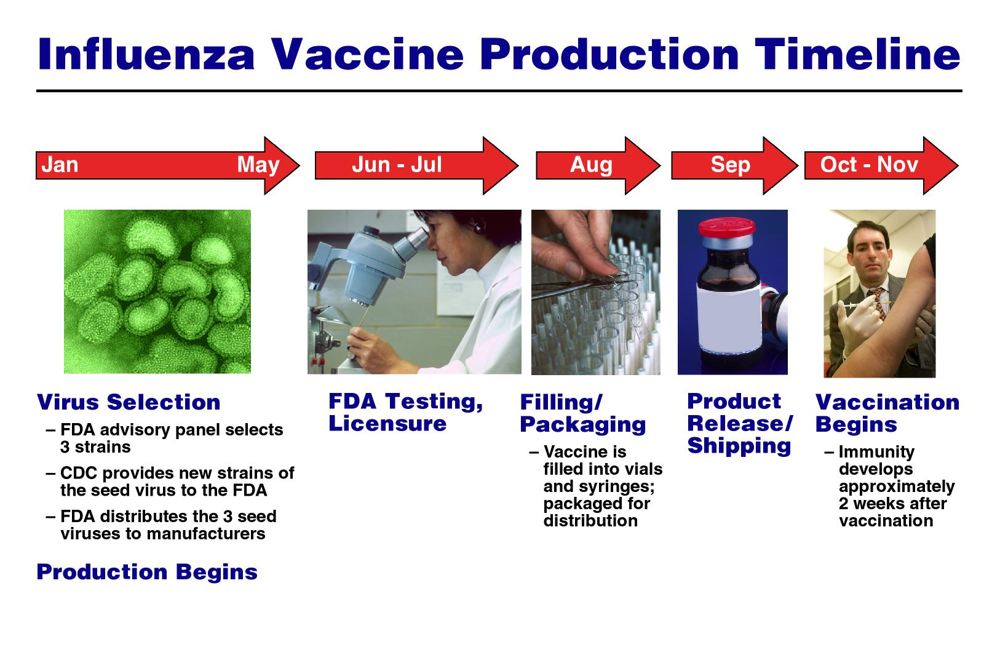 Influenza Vaccine Production Timeline
Jan May
Jun - Jul
Aug
Sep
Oct - Nov
Virus Selection
– FDA advisory panel selects
3 strains
– CDC provides new strains of
the seed virus to the FDA
– FDA distributes the 3 seed
viruses to manufacturers
Production Begins
FDA Testing,
Licensure
Filling/
Packaging
– Vaccine is
filled into vials
and syringes;
packaged for
distribution
Product
Release/
Shipping
Vaccination
Begins
– Immunity
develops
approximately
2 weeks after
vaccination